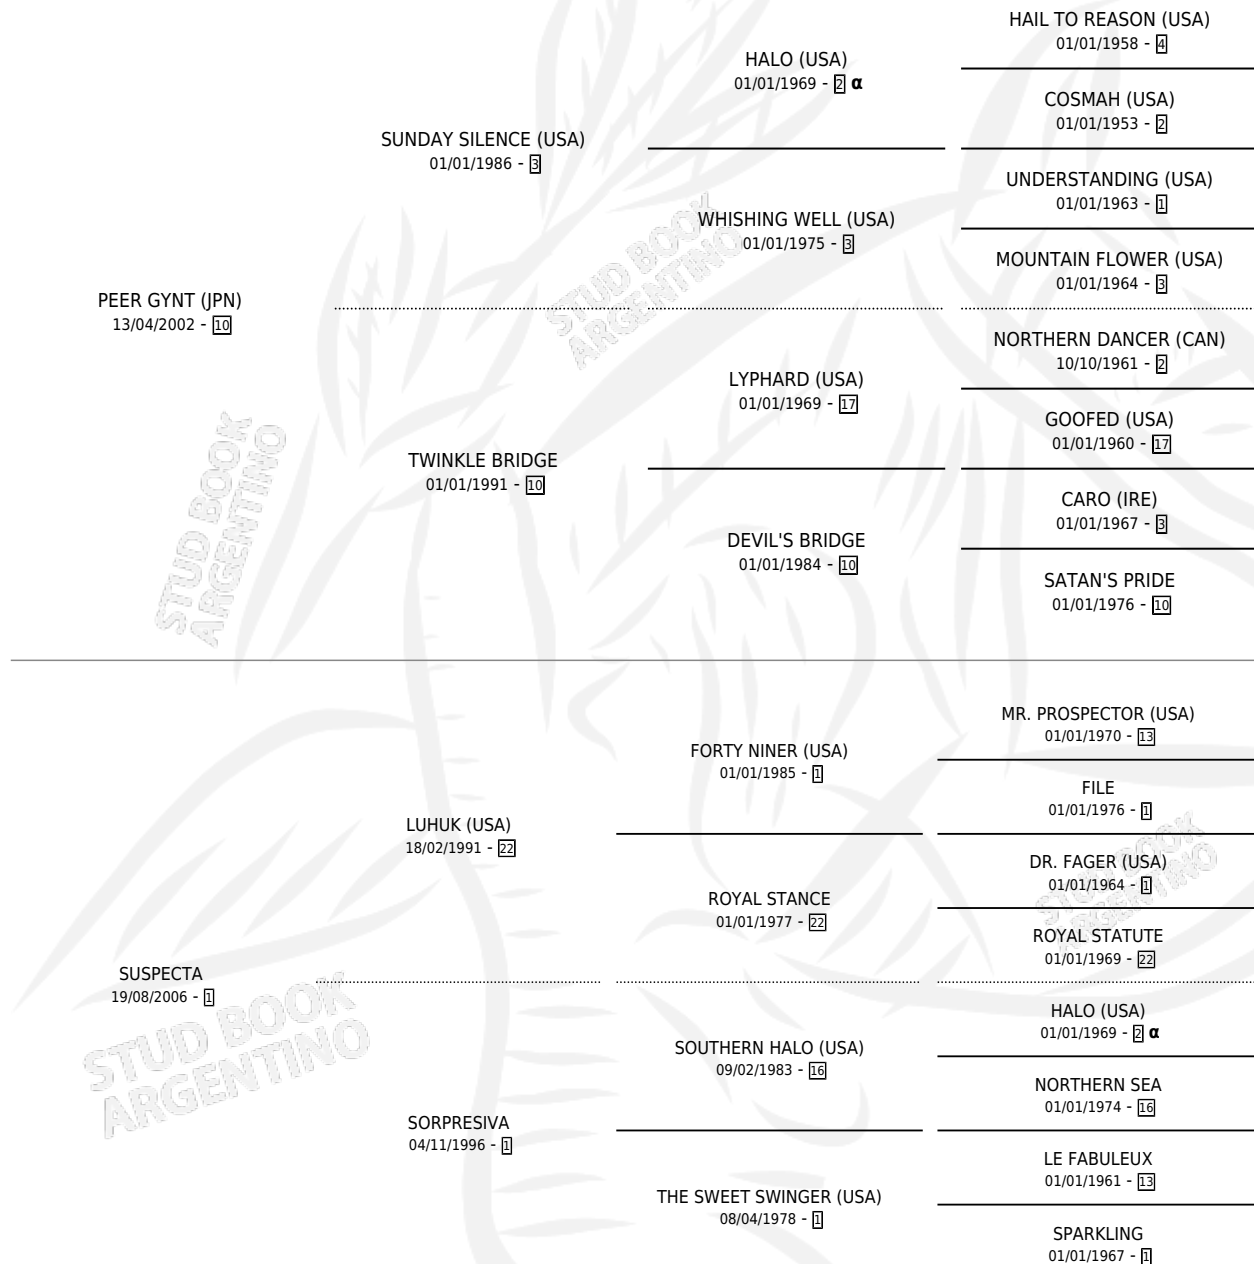 HAIL TO REASON (USA)
01/01/1958 - 4
HALO (USA)
01/01/1969 - 2 α
COSMAH (USA)
01/01/1953 - 2
SUNDAY SILENCE (USA)
01/01/1986 - 3
UNDERSTANDING (USA)
01/01/1963 - 1
WHISHING WELL (USA)
01/01/1975 - 3
MOUNTAIN FLOWER (USA)
01/01/1964 - 3
STUD BOOK
ARGENTINO
PEER GYNT (JPN)
13/04/2002 - 10
NORTHERN DANCER (CAN)
10/10/1961 - 2
LYPHARD (USA)
01/01/1969 - 17
GOOFED (USA)
01/01/1960 - 17
TWINKLE BRIDGE
01/01/1991 - 10
CARO (IRE)
01/01/1967 - 3
DEVIL'S BRIDGE
01/01/1984 - 10
SATAN'S PRIDE
01/01/1976 - 10
STUD BOOK
ARGENTINO
MR. PROSPECTOR (USA)
01/01/1970 - 13
FORTY NINER (USA)
01/01/1985 - 1
FILE
01/01/1976 - 1
LUHUK (USA)
18/02/1991 - 22
DR. FAGER (USA)
01/01/1964 - 1
STUD BOOK
ARGENTINO
ROYAL STANCE
01/01/1977 - 22
ROYAL STATUTE
01/01/1969 - 22
SUSPECTA
19/08/2006 - 1
STUD BOOK
ARGENTINO
HALO (USA)
01/01/1969 - 2 α
SOUTHERN HALO (USA)
09/02/1983 - 16
NORTHERN SEA
01/01/1974 - 16
SORPRESIVA
04/11/1996 - 1
LE FABULEUX
01/01/1961 - 13
THE SWEET SWINGER (USA)
08/04/1978 - 1
SPARKLING
01/01/1967 - 1